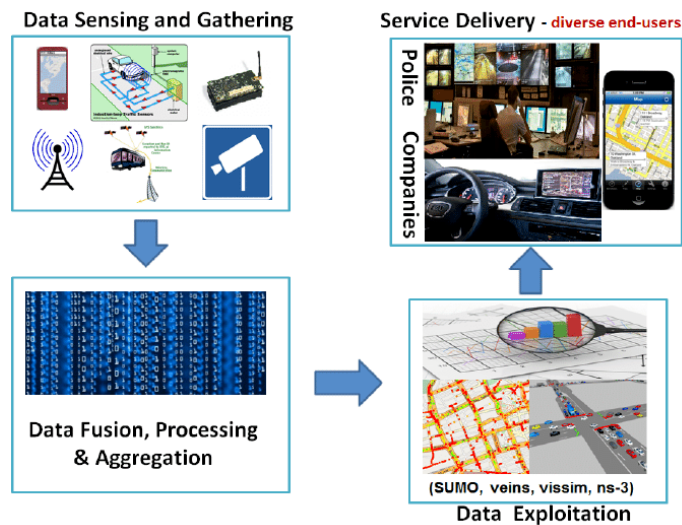 Data Sensing and Gathering
Service Delivery - diverse end-users
Police Companies
Map
Data Fusion, Processing
& Aggregation
(SUMO, veins, vissim, ns-3)
Data Exploitation